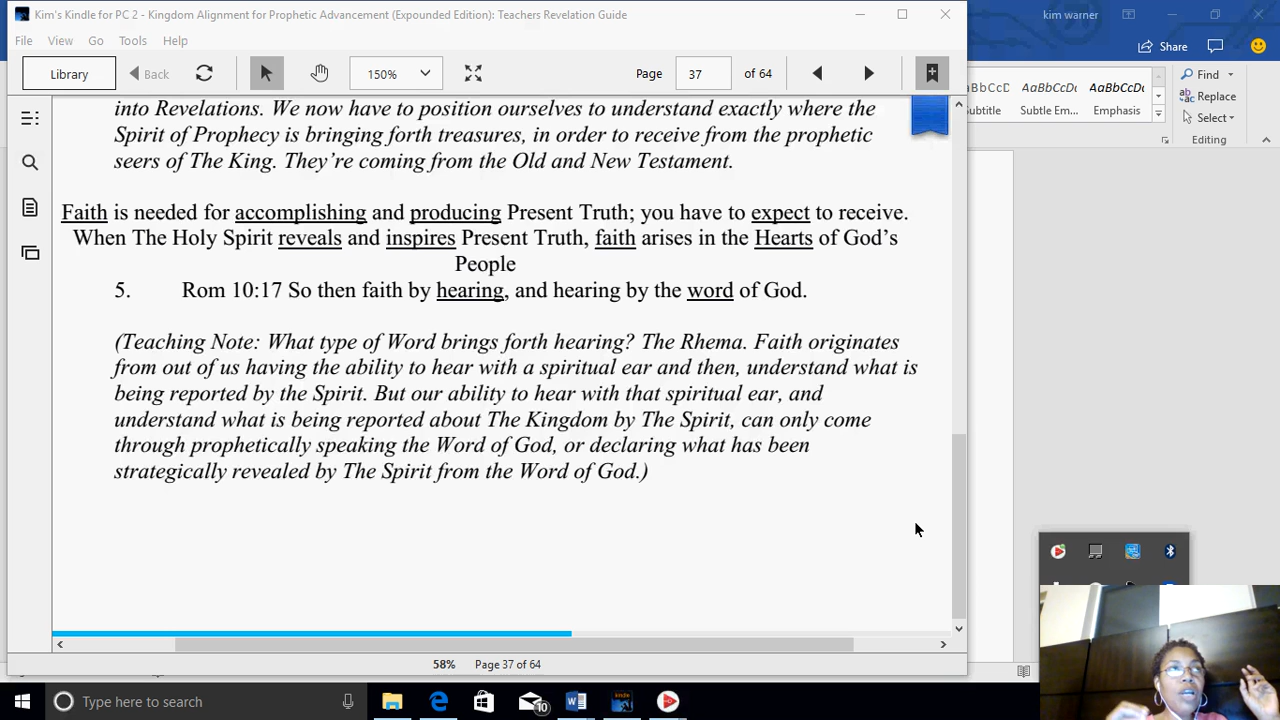 Kim's Kindle for PC 2 - Kingdom Alignment for Prophetic Advancement (Expounded Edition): Teachers Revelation Guide
kim warner
File View Go Tools Help
Share
Library
Back
150%
Page 37 of 64
AaBbCcDc AaBbCcDc AaBbCcDc
Subtitle Subtle Em... Emphasis
Find
Replace
Select
Editing
into Revelations. We now have to position ourselves to understand exactly where the
Spirit of Prophecy is bringing forth treasures, in order to receive from the prophetic
seers of The King. They're coming from the Old and New Testament.
Faith is needed for accomplishing and producing Present Truth; you have to expect to receive.
When The Holy Spirit reveals and inspires Present Truth, faith arises in the Hearts of God's
People
5. Rom 10:17 So then faith by hearing, and hearing by the word of God.
(Teaching Note: What type of Word brings forth hearing? The Rhema. Faith originates
from out of us having the ability to hear with a spiritual ear and then, understand what is
being reported by the Spirit. But our ability to hear with that spiritual ear, and
understand what is being reported about The Kingdom by The Spirit, can only come
through prophetically speaking the Word of God, or declaring what has been
strategically revealed by The Spirit from the Word of God.)
58% Page 37 of 64
Type here to search
10